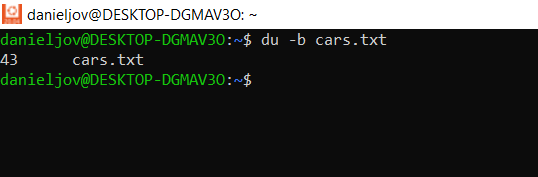 danieljov@DESKTOP-DGMAV3O: ~
danieljov@DESKTOP-DGMAV3O:~$ du -b cars.txt
43      cars.txt
danieljov@DESKTOP-DGMAV3O:~$